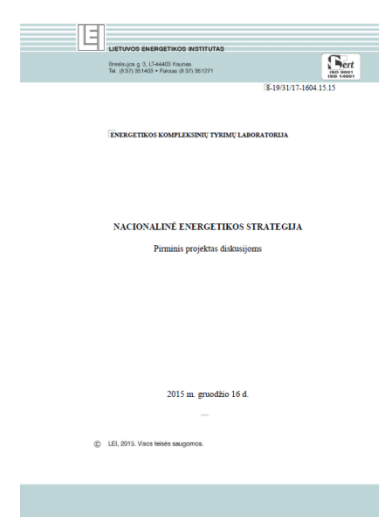 LEI
LIETUVOS ENERGETIKOS INSTITUTAS
Breslaujos g. 3, LT-44403 Kaunas
Tel. (8 37) 351403 • Faksas (8 37) 351271
Sert
ISO 9001
ISO 14001
S-19/31/17-1604.15.15
ENERGETIKOS KOMPLEKSINIŲ TYRIMŲ LABORATORIJA
NACIONALINĖ ENERGETIKOS STRATEGIJA
Pirminis projektas diskusijoms
2015 m. gruodžio 16 d.
© LEI, 2015. Visos teisės saugomos.